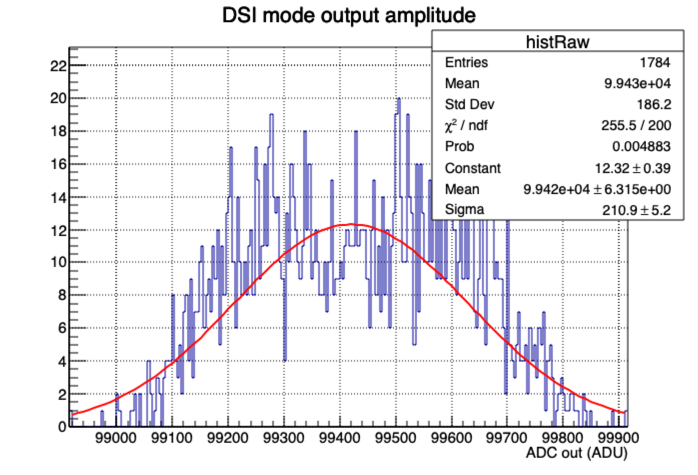 DSI mode output amplitude
histRaw
Entries 1784
Mean 9.943e+04
Std Dev 186.2
χ² / ndf 255.5 / 200
Prob 0.004883
Constant 12.32 ± 0.39
Mean 9.942e+04 ± 6.315e+00
Sigma 210.9 ± 5.2
22
20
18
16
14
12
10
8
6
4
2
0
99000 99100 99200 99300 99400 99500 99600 99700 99800 99900
ADC out (ADU)